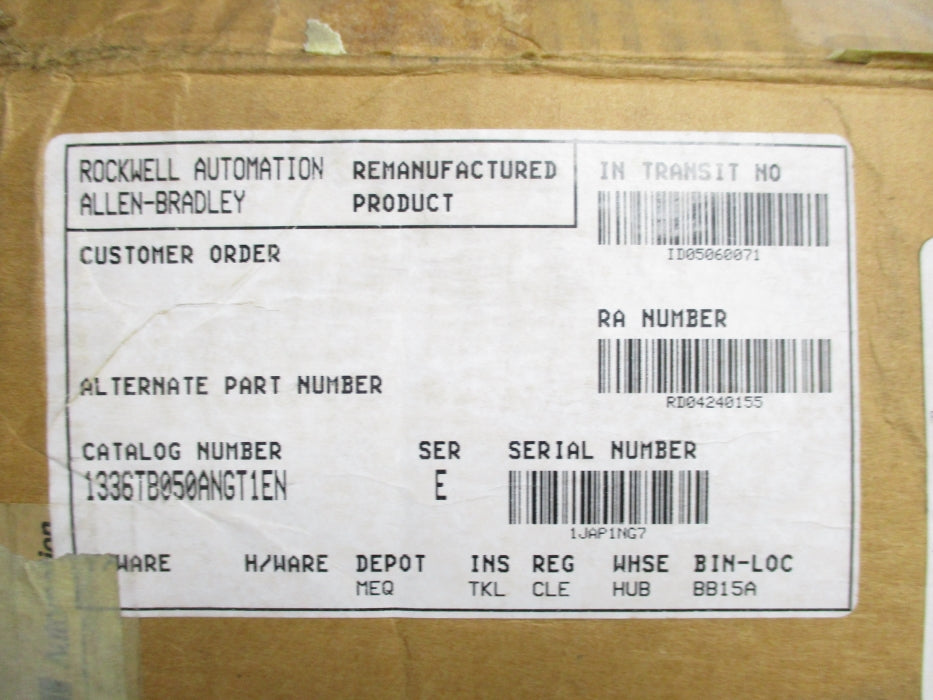 ROCKWELL AUTOMATION REMANUFACTURED
ALLEN-BRADLEY PRODUCT
IN TRANSIT NO
ID05060071
CUSTOMER ORDER
RA NUMBER
RD04240155
ALTERNATE PART NUMBER
CATALOG NUMBER SER SERIAL NUMBER
1336TB050ANGT1EN E
1JAP1NG7
WARE H/WARE DEPOT INS REG WHSE BIN-LOC
MEQ TKL CLE HUB BB15A